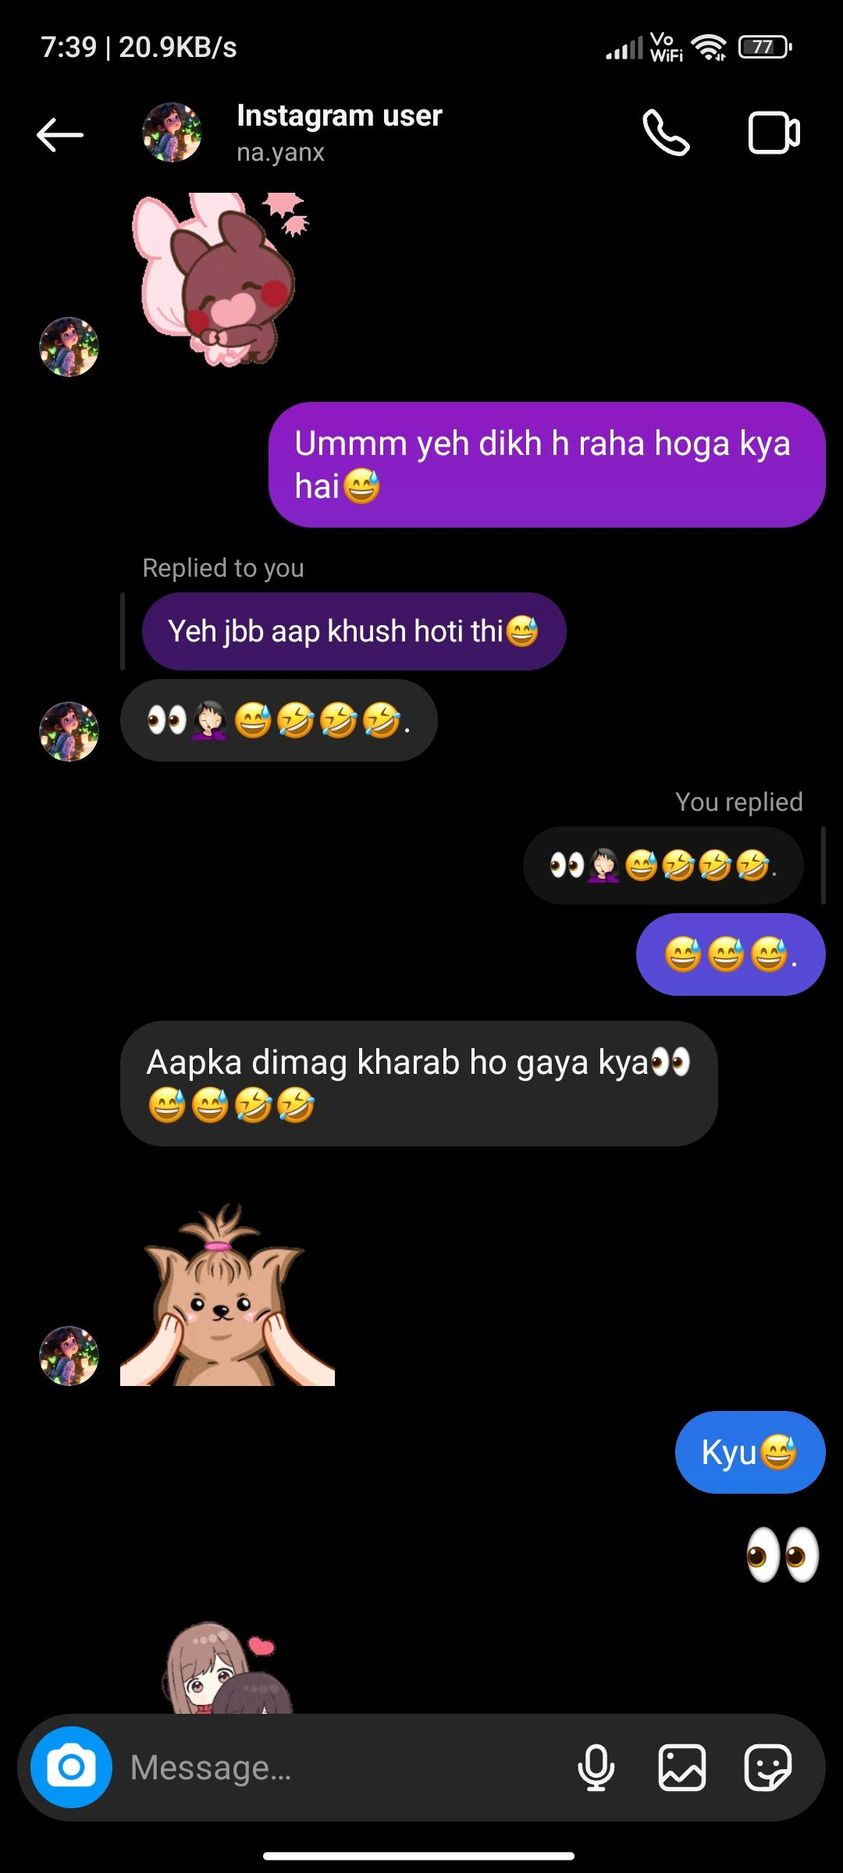 7:39 | 20.9KB/s Vo WiFi 77
Instagram user
na.yanx
Ummm yeh dikh h raha hoga kya
hai😅
Replied to you
Yeh jbb aap khush hoti thi😅
👀🤦🏻‍♀️😅🤣🤣🤣.
You replied
👀🤦🏻‍♀️😅🤣🤣🤣.
😅😅😅.
Aapka dimag kharab ho gaya kya👀
😅😅🤣🤣
Kyu😅
👀
Message...